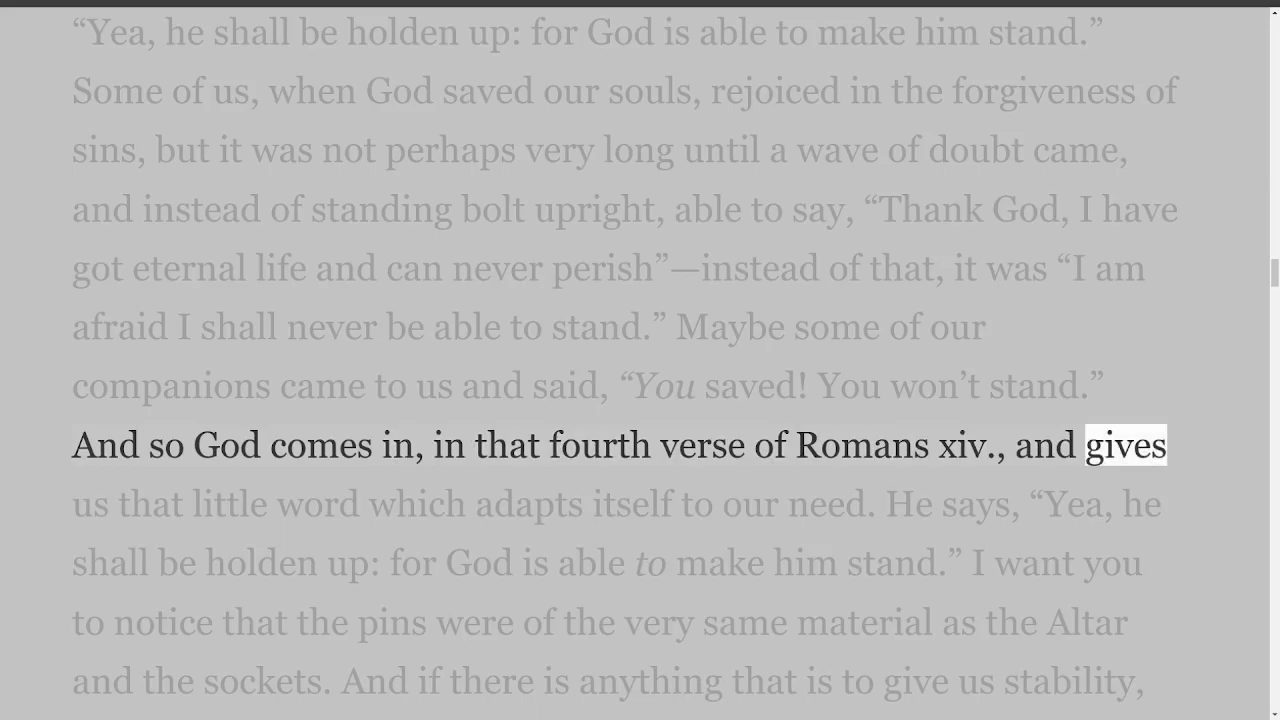 “Yea, he shall be holden up: for God is able to make him stand.”
Some of us, when God saved our souls, rejoiced in the forgiveness of
sins, but it was not perhaps very long until a wave of doubt came,
and instead of standing bolt upright, able to say, “Thank God, I have
got eternal life and can never perish”—instead of that, it was “I am
afraid I shall never be able to stand.” Maybe some of our
companions came to us and said, “You saved! You won’t stand.”
And so God comes in, in that fourth verse of Romans xiv., and gives
us that little word which adapts itself to our need. He says, “Yea, he
shall be holden up: for God is able to make him stand.” I want you
to notice that the pins were of the very same material as the Altar
and the sockets. And if there is anything that is to give us stability,